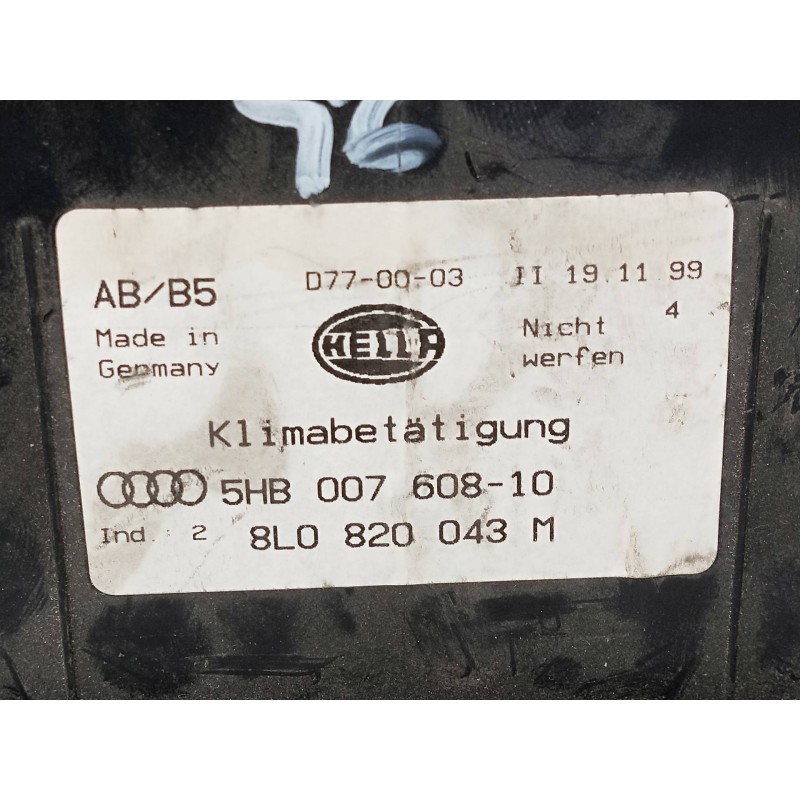 AB/B5 D77-00-03 II 19.11.99
4
Made in
Germany
HELLA
Nicht
werfen
Klimabetätigung
5HB 007 608-10
Ind. : 2 8L0 820 043 M